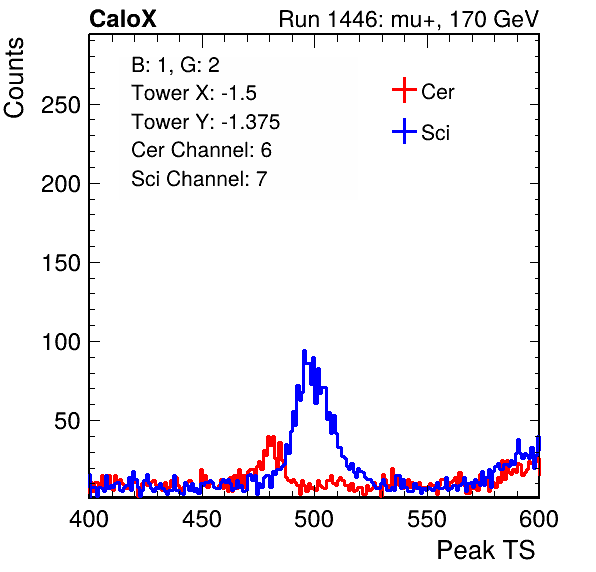 CaloX Run 1446: mu+, 170 GeV
Counts
B: 1, G: 2
Tower X: -1.5
Tower Y: -1.375
Cer Channel: 6
Sci Channel: 7
Cer
Sci
250
200
150
100
50
400 450 500 550 600
Peak TS